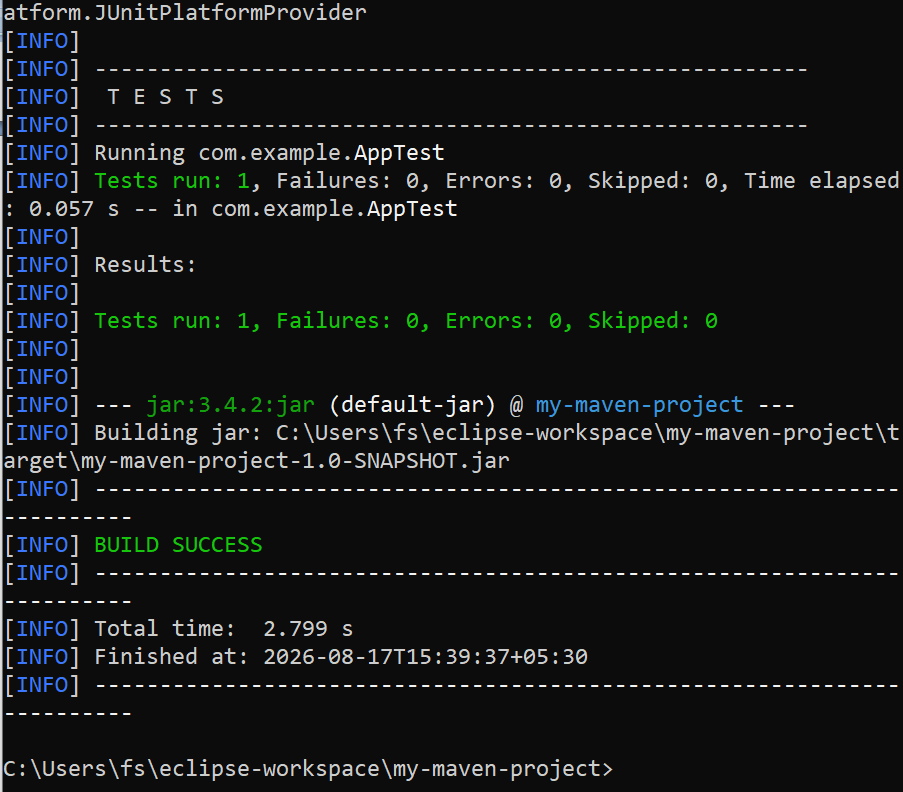 atform.JUnitPlatformProvider
[INFO]
[INFO] -------------------------------------------------------
[INFO]  T E S T S
[INFO] -------------------------------------------------------
[INFO] Running com.example.AppTest
[INFO] Tests run: 1, Failures: 0, Errors: 0, Skipped: 0, Time elapsed
: 0.057 s -- in com.example.AppTest
[INFO]
[INFO] Results:
[INFO]
[INFO] Tests run: 1, Failures: 0, Errors: 0, Skipped: 0
[INFO]
[INFO]
[INFO] --- jar:3.4.2:jar (default-jar) @ my-maven-project ---
[INFO] Building jar: C:\Users\fs\eclipse-workspace\my-maven-project\t
arget\my-maven-project-1.0-SNAPSHOT.jar
[INFO] --------------------------------------------------------------
----------
[INFO] BUILD SUCCESS
[INFO] --------------------------------------------------------------
----------
[INFO] Total time:  2.799 s
[INFO] Finished at: 2026-08-17T15:39:37+05:30
[INFO] --------------------------------------------------------------
----------
C:\Users\fs\eclipse-workspace\my-maven-project>